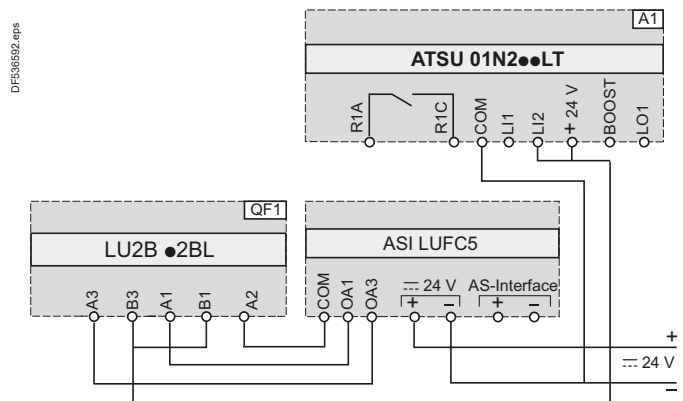 DF536592.eps
A1
ATSU 01N2●●LT
R1A R1C COM LI1 LI2 + 24 V BOOST LO1
QF1
LU2B ●2BL
ASI LUFC5
A3 B3 A1 B1 A2
COM OA1 OA3
24 V AS-Interface
+ – + –
+
24 V
–